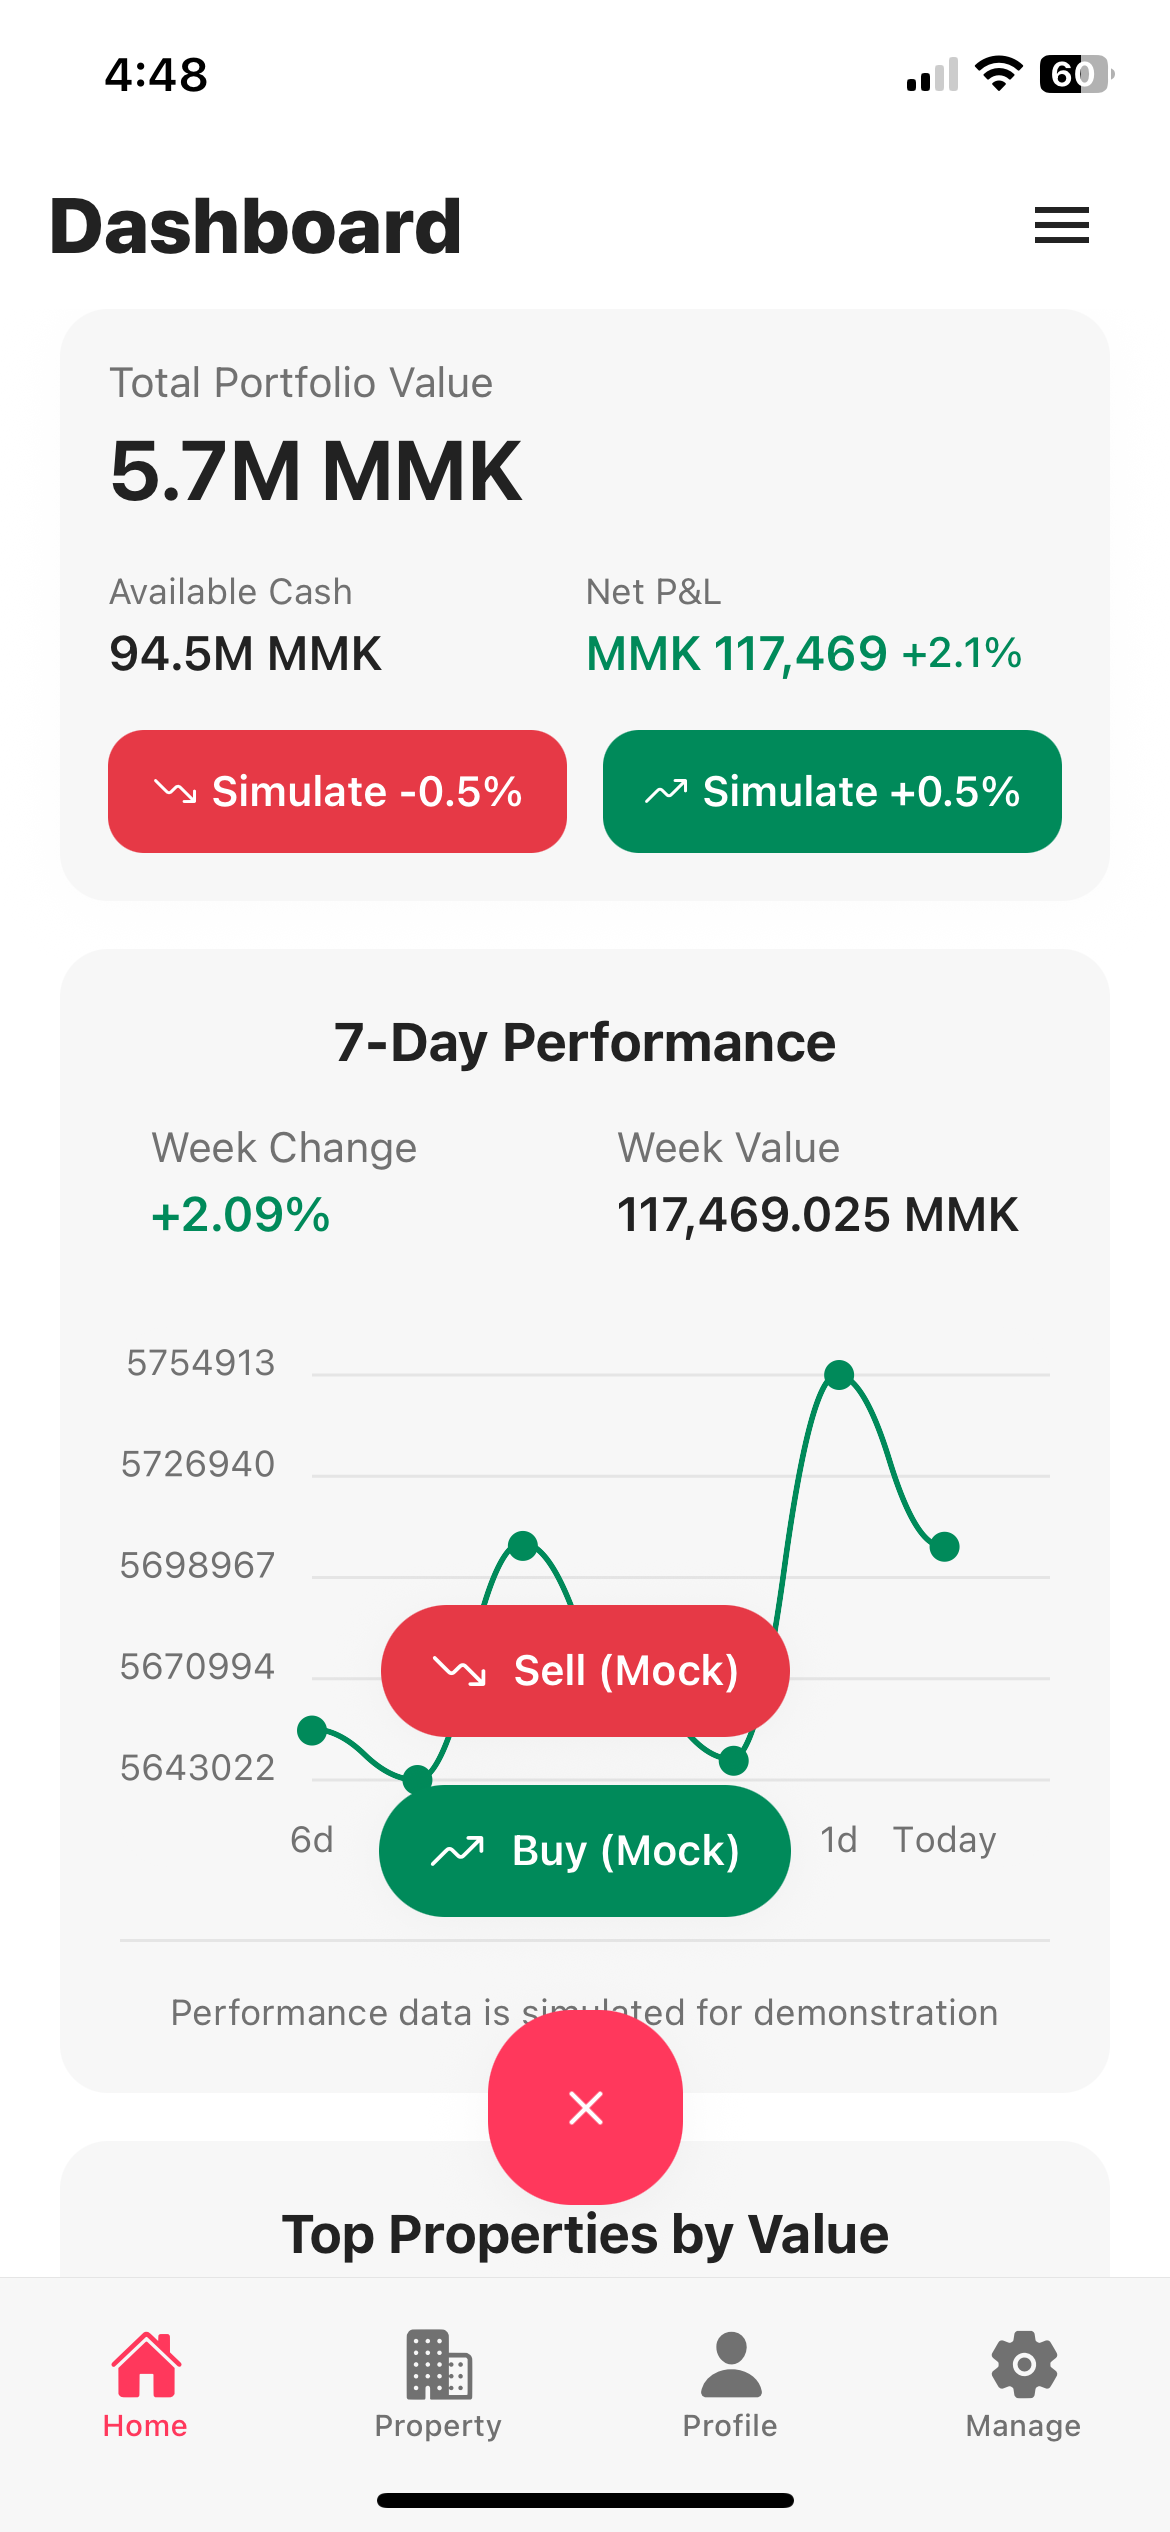 4:48
60
Dashboard
Total Portfolio Value
5.7M MMK
Available Cash
Net P&L
94.5M MMK
MMK 117,469 +2.1%
Simulate -0.5%
Simulate +0.5%
7-Day Performance
Week Change
Week Value
+2.09%
117,469.025 MMK
5754913
5726940
5698967
5670994
5643022
Sell (Mock)
6d
1d
Today
Buy (Mock)
Performance data is simulated for demonstration
Top Properties by Value
Home
Property
Profile
Manage